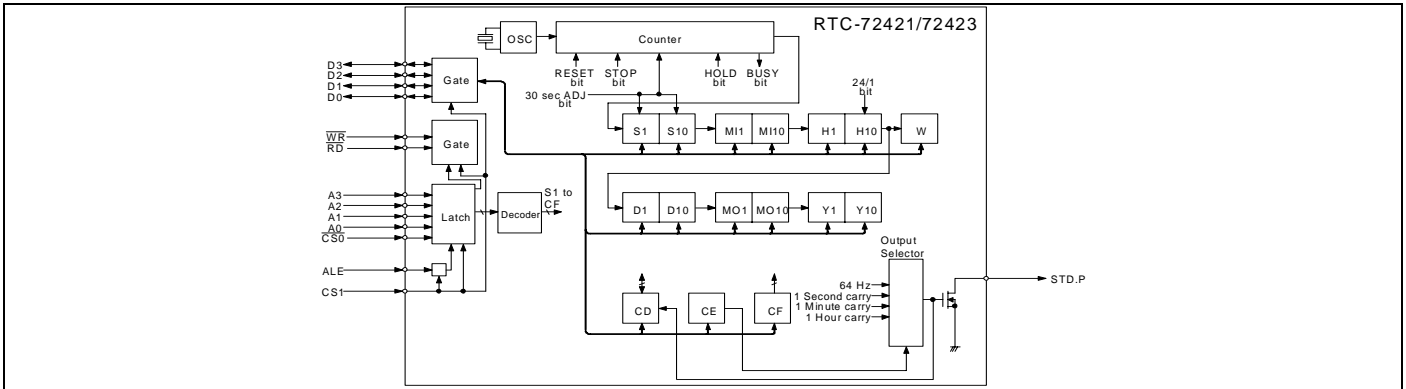 RTC-72421/72423
OSC
Counter
D3
D2
D1
D0
Gate
RESET
bit
STOP
bit
HOLD
bit
BUSY
bit
30 sec ADJ
bit
24/1
bit
WR
RD
Gate
S1
S10
MI1
MI10
H1
H10
W
A3
A2
A1
A0
CS0
Latch
Decoder
S1 to
CF
D1
D10
MO1
MO10
Y1
Y10
ALE
CS1
Output
Selector
64 Hz
1 Second carry
1 Minute carry
1 Hour carry
STD.P
CD
CE
CF